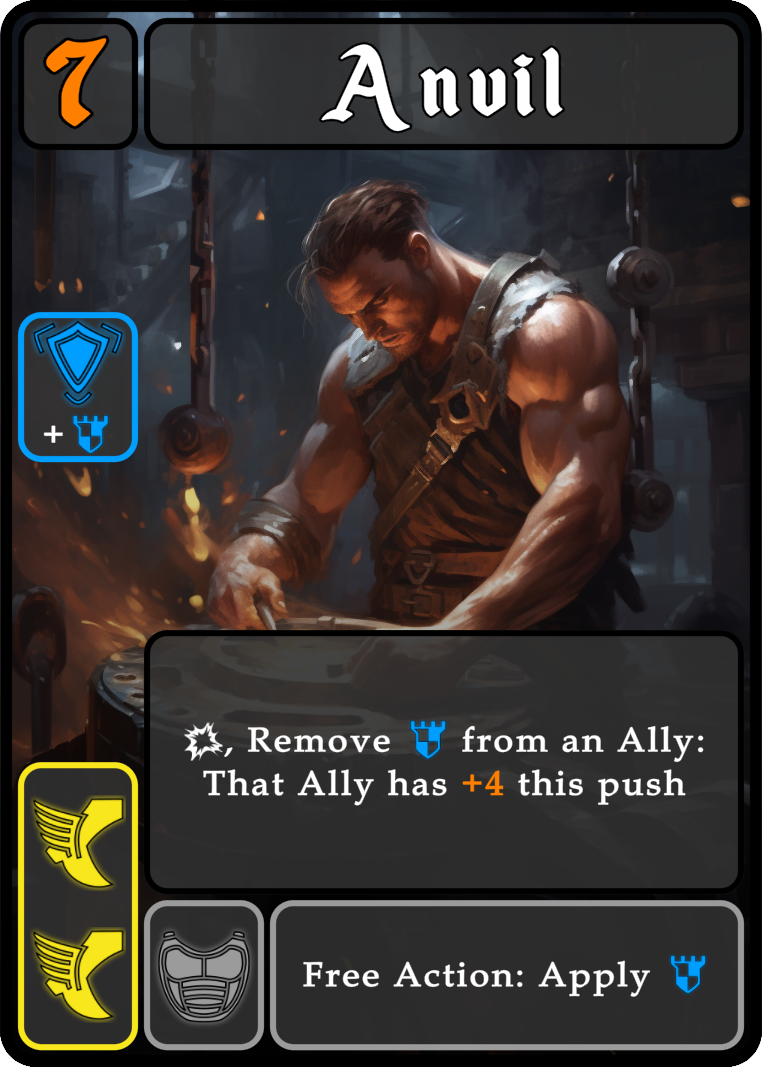 7
Anvil
+
, Remove from an Ally:
That Ally has +4 this push
Free Action: Apply